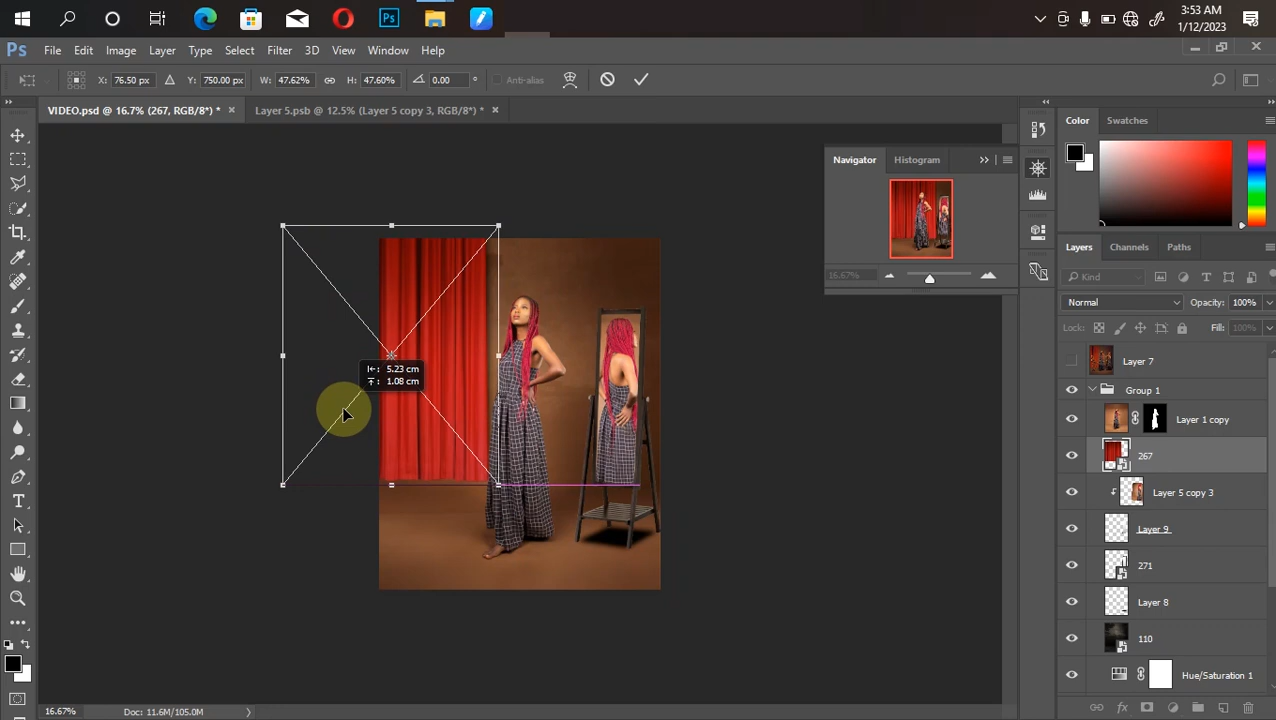 3:53 AM
1/12/2023
Ps
Ps File Edit Image Layer Type Select Filter 3D View Window Help
X: 76.50 px Y: 750.00 px W: 47.62% H: 47.60% 0.00 ° Anti-alias
VIDEO.psd @ 16.7% (267, RGB/8*) * × Layer 5.psb @ 12.5% (Layer 5 copy 3, RGB/8*) * ×
Color Swatches
Navigator Histogram
16.67%
Layers Channels Paths
Kind
Normal Opacity: 100%
Lock: Fill: 100%
Layer 7
Group 1
Layer 1 copy
267
Layer 5 copy 3
Layer 9
271
Layer 8
110
Hue/Saturation 1
5.23 cm
1.08 cm
16.67% Doc: 11.6M/105.0M
fx